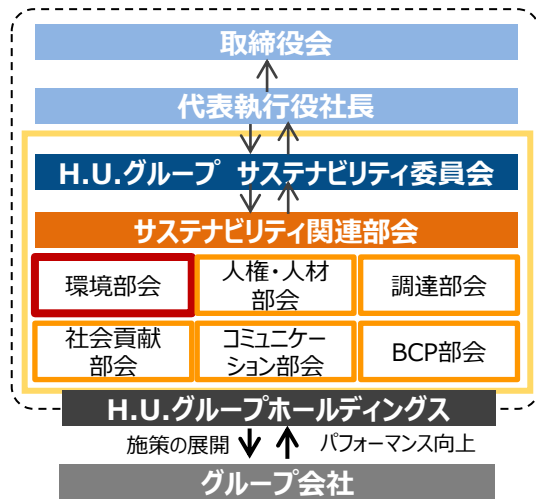 取締役会
代表執行役社長
H.U.グループ サステナビリティ委員会
サステナビリティ関連部会
環境部会
人権・人材
部会
調達部会
社会貢献
部会
コミュニケー
ション部会
BCP部会
H.U.グループホールディングス
施策の展開
パフォーマンス向上
グループ会社